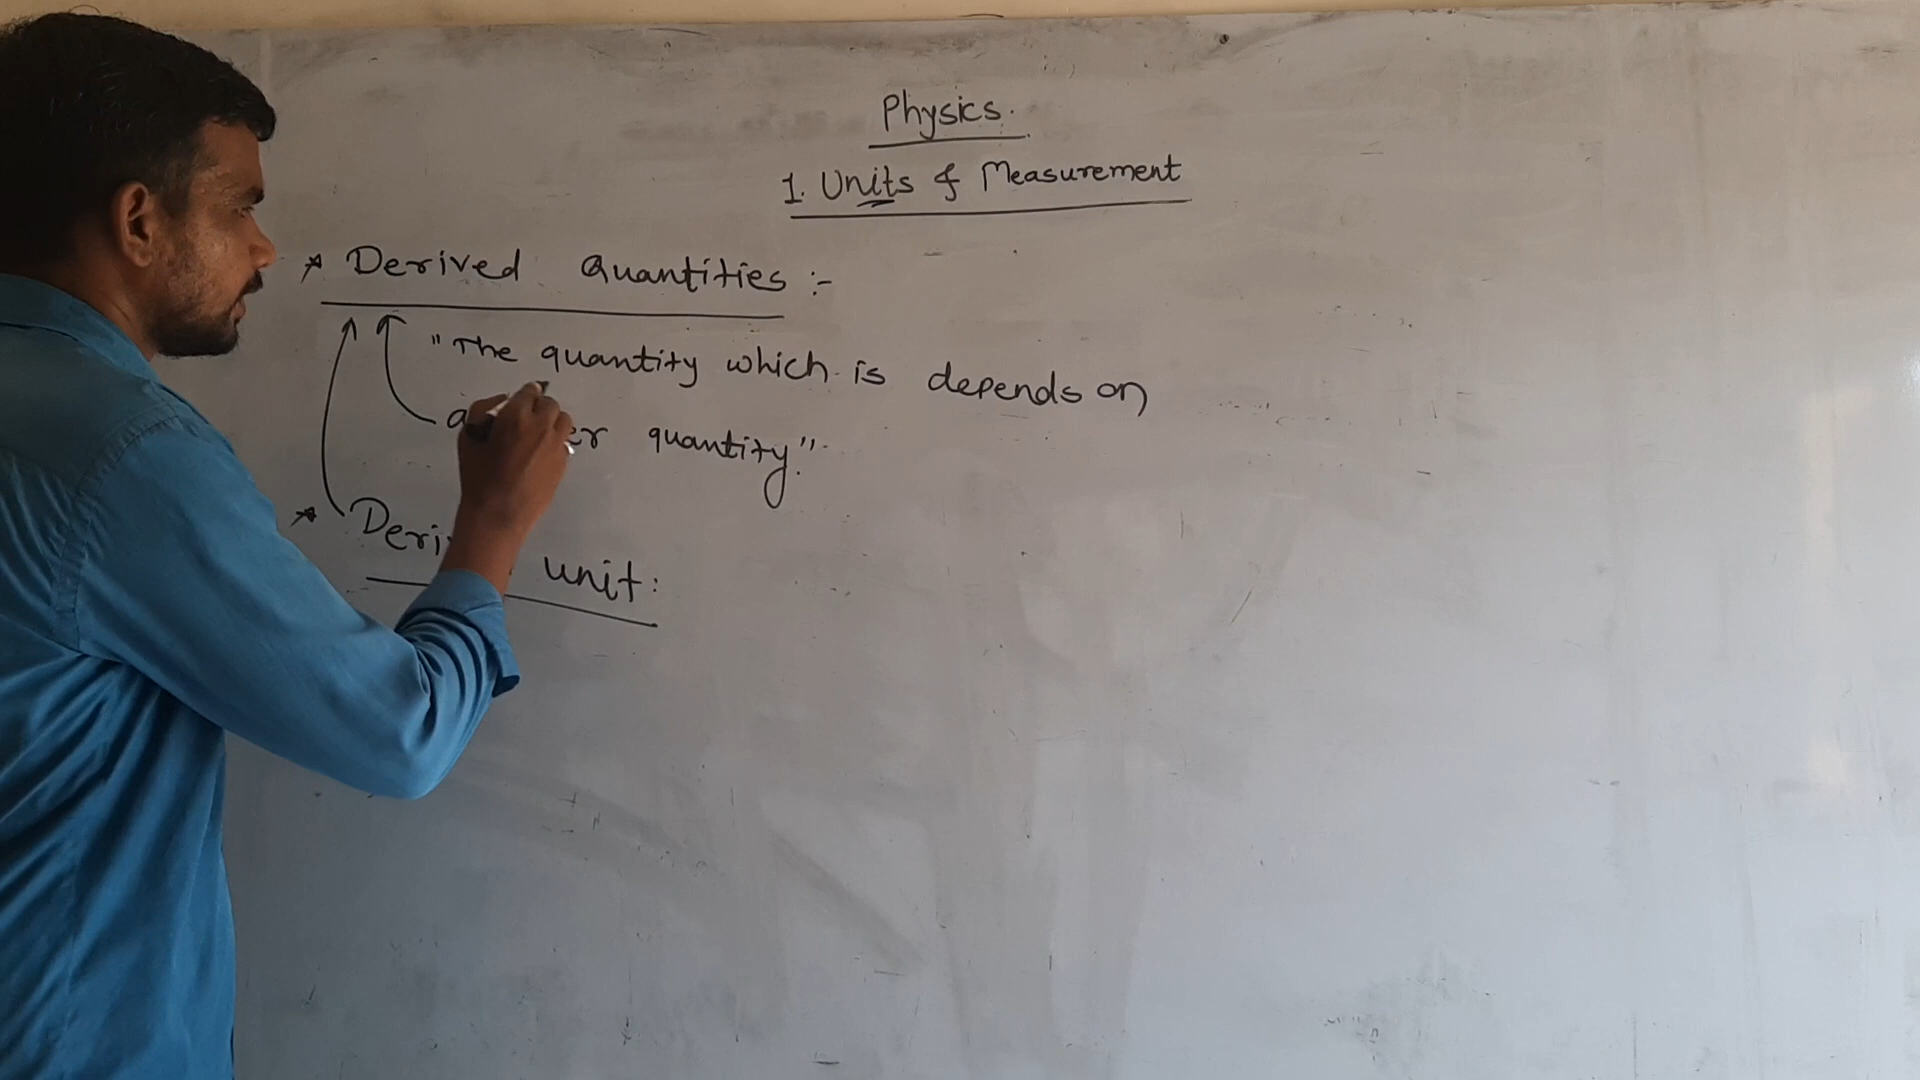 Physics.
1. Units & Measurement
* Derived Quantities :-
"The quantity which is depends on
quantity."
* unit: